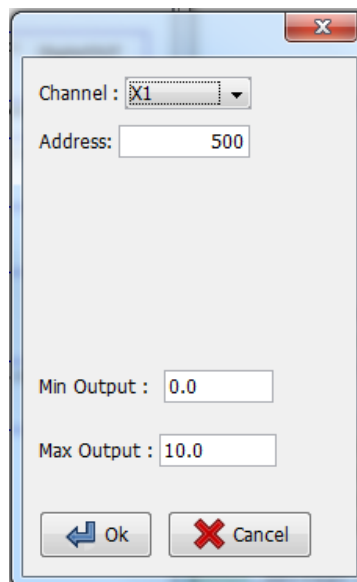 Channel : X1
Address: 500
Min Output : 0.0
Max Output : 10.0
Ok Cancel